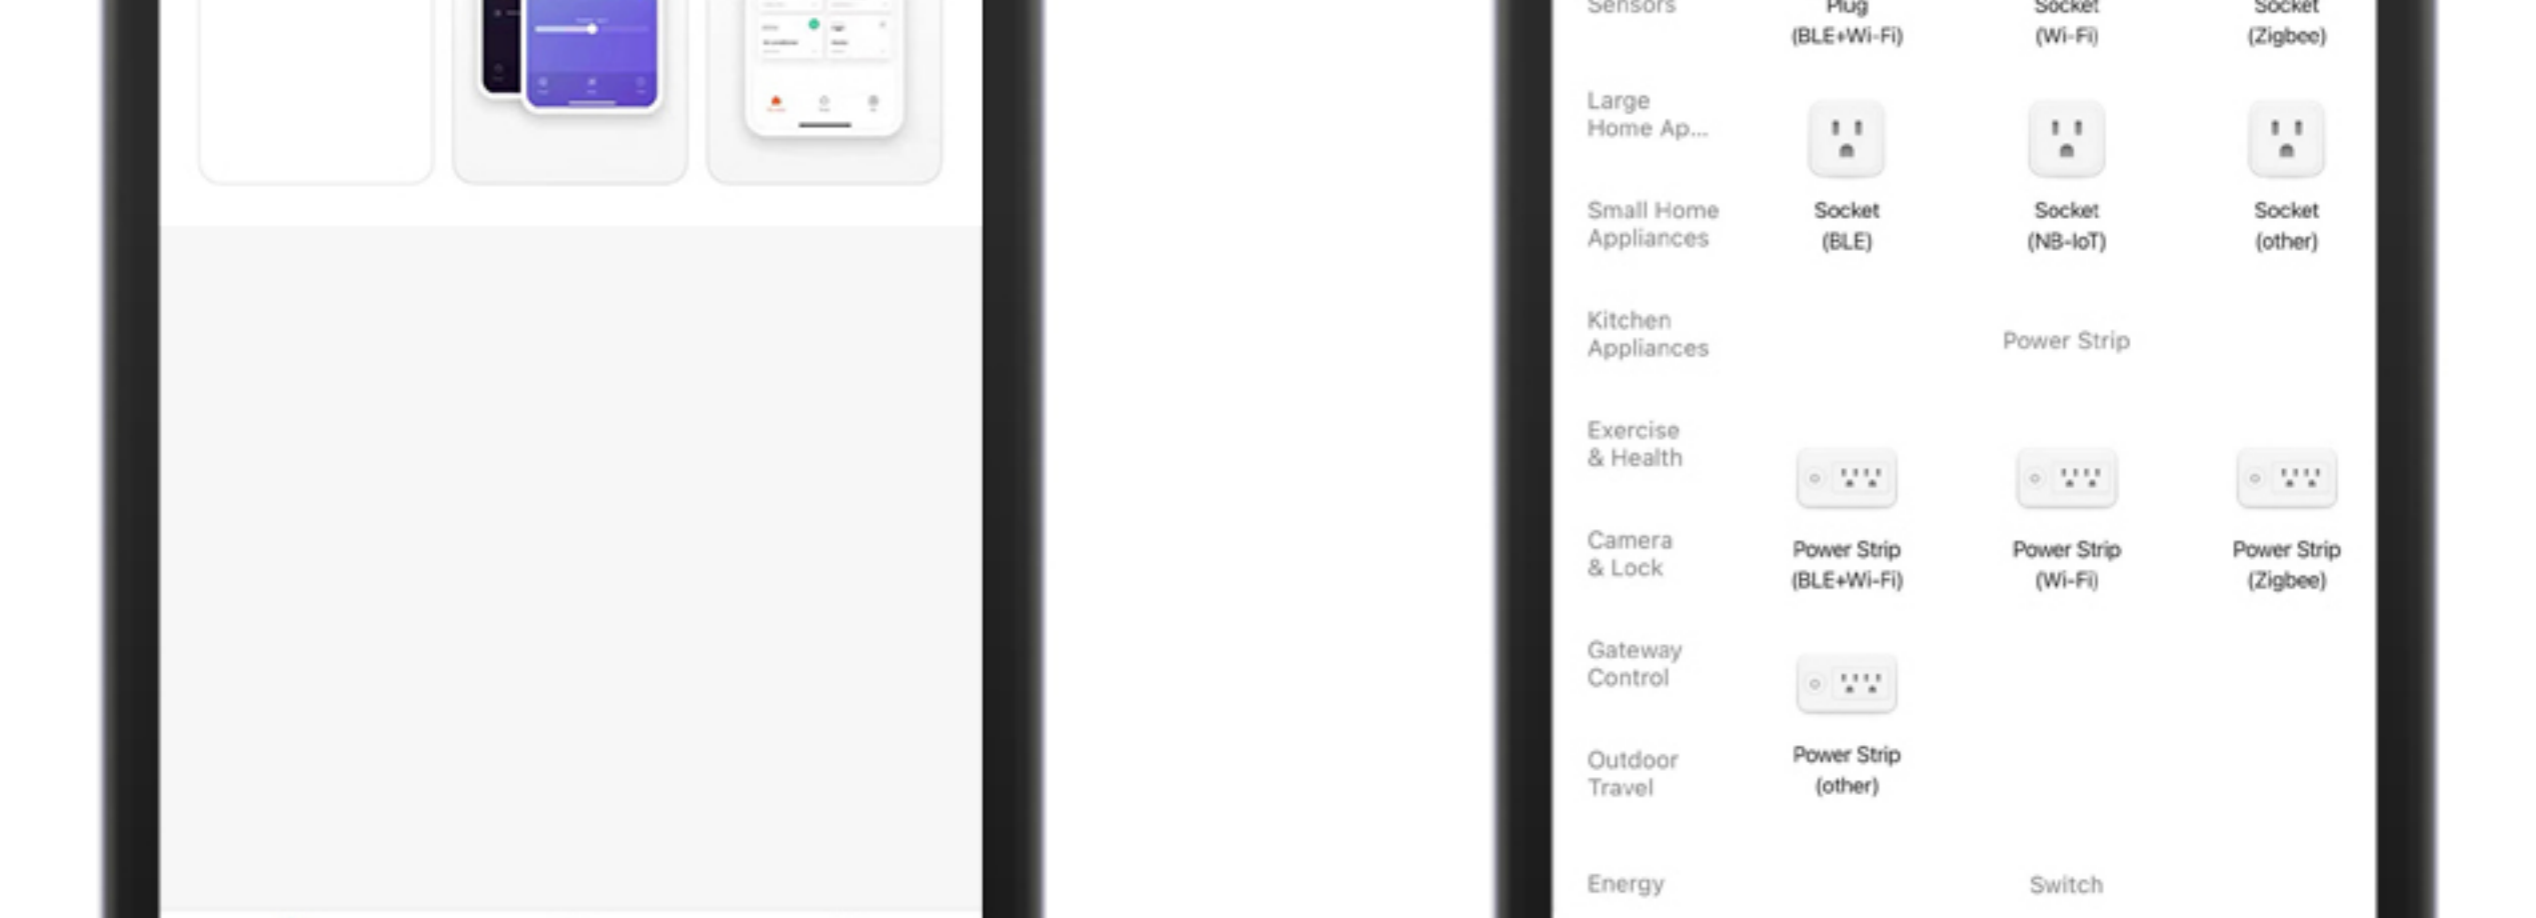 Sensors
Plug
(BLE+Wi-Fi)
Socket
(Wi-Fi)
Socket
(Zigbee)
Large
Home Ap...
Small Home
Appliances
Socket
(BLE)
Socket
(NB-IoT)
Socket
(other)
Kitchen
Appliances
Power Strip
Exercise
& Health
Camera
& Lock
Power Strip
(BLE+Wi-Fi)
Power Strip
(Wi-Fi)
Power Strip
(Zigbee)
Gateway
Control
Outdoor
Travel
Power Strip
(other)
Energy
Switch